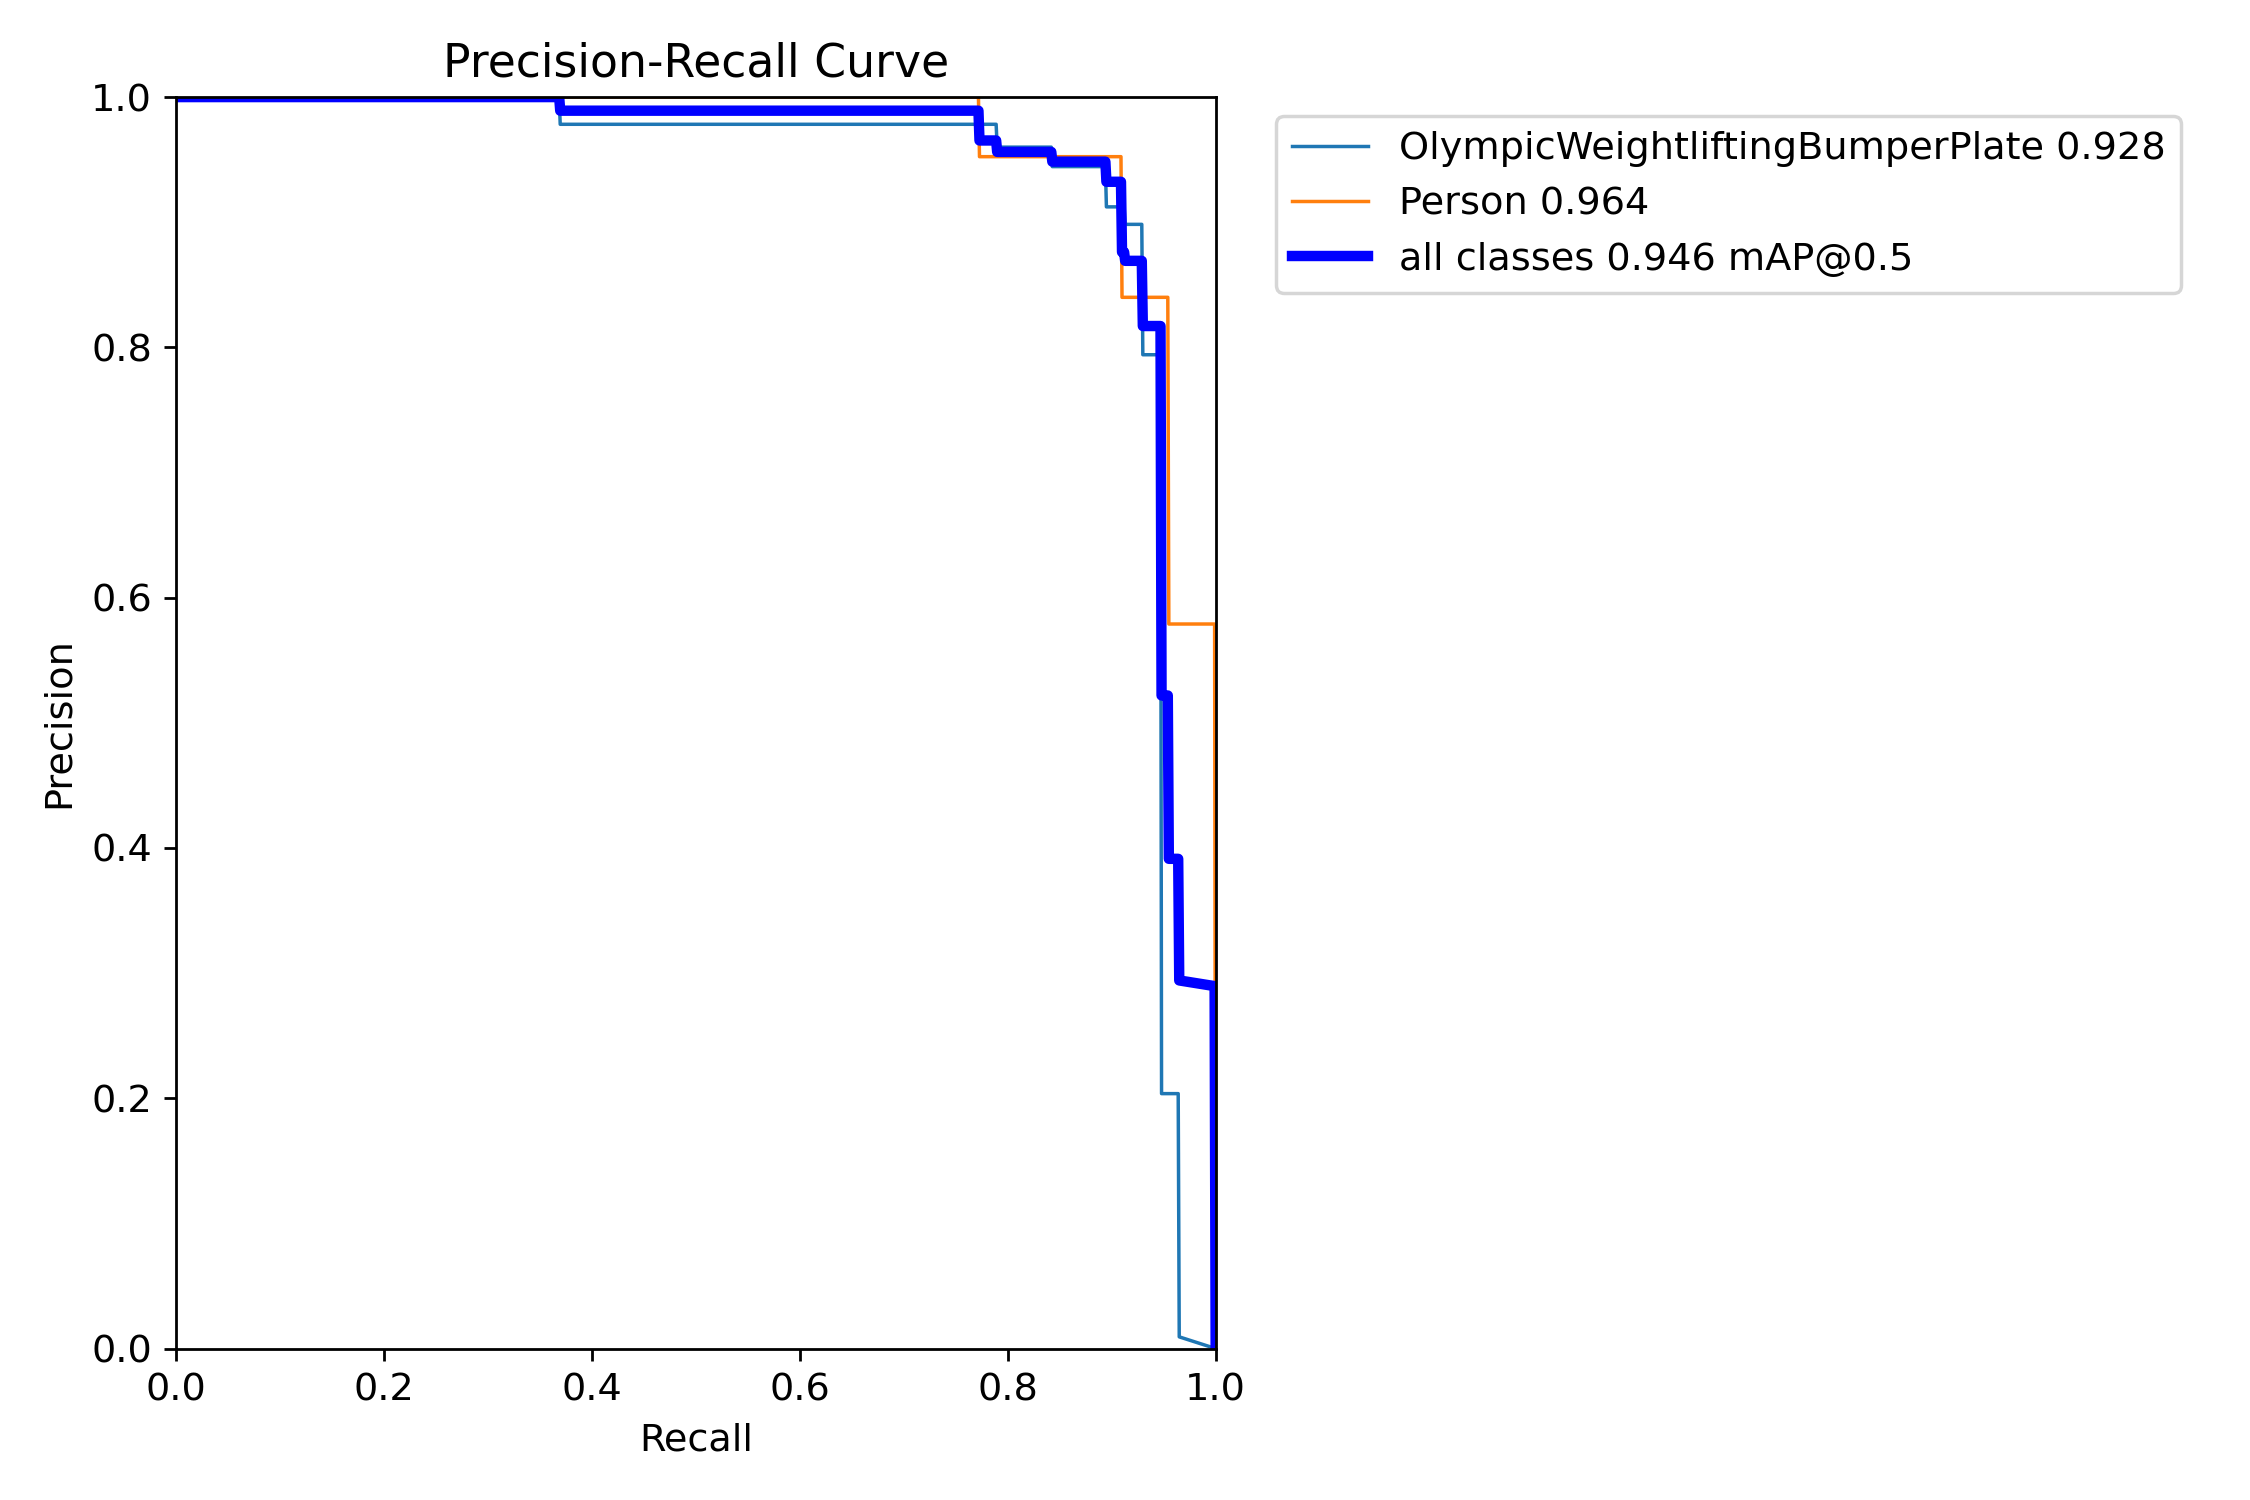 Precision-Recall Curve
OlympicWeightliftingBumperPlate 0.928
Person 0.964
all classes 0.946 mAP@0.5
1.0
0.8
0.6
0.4
0.2
0.0
Precision
0.0 0.2 0.4 0.6 0.8 1.0
Recall